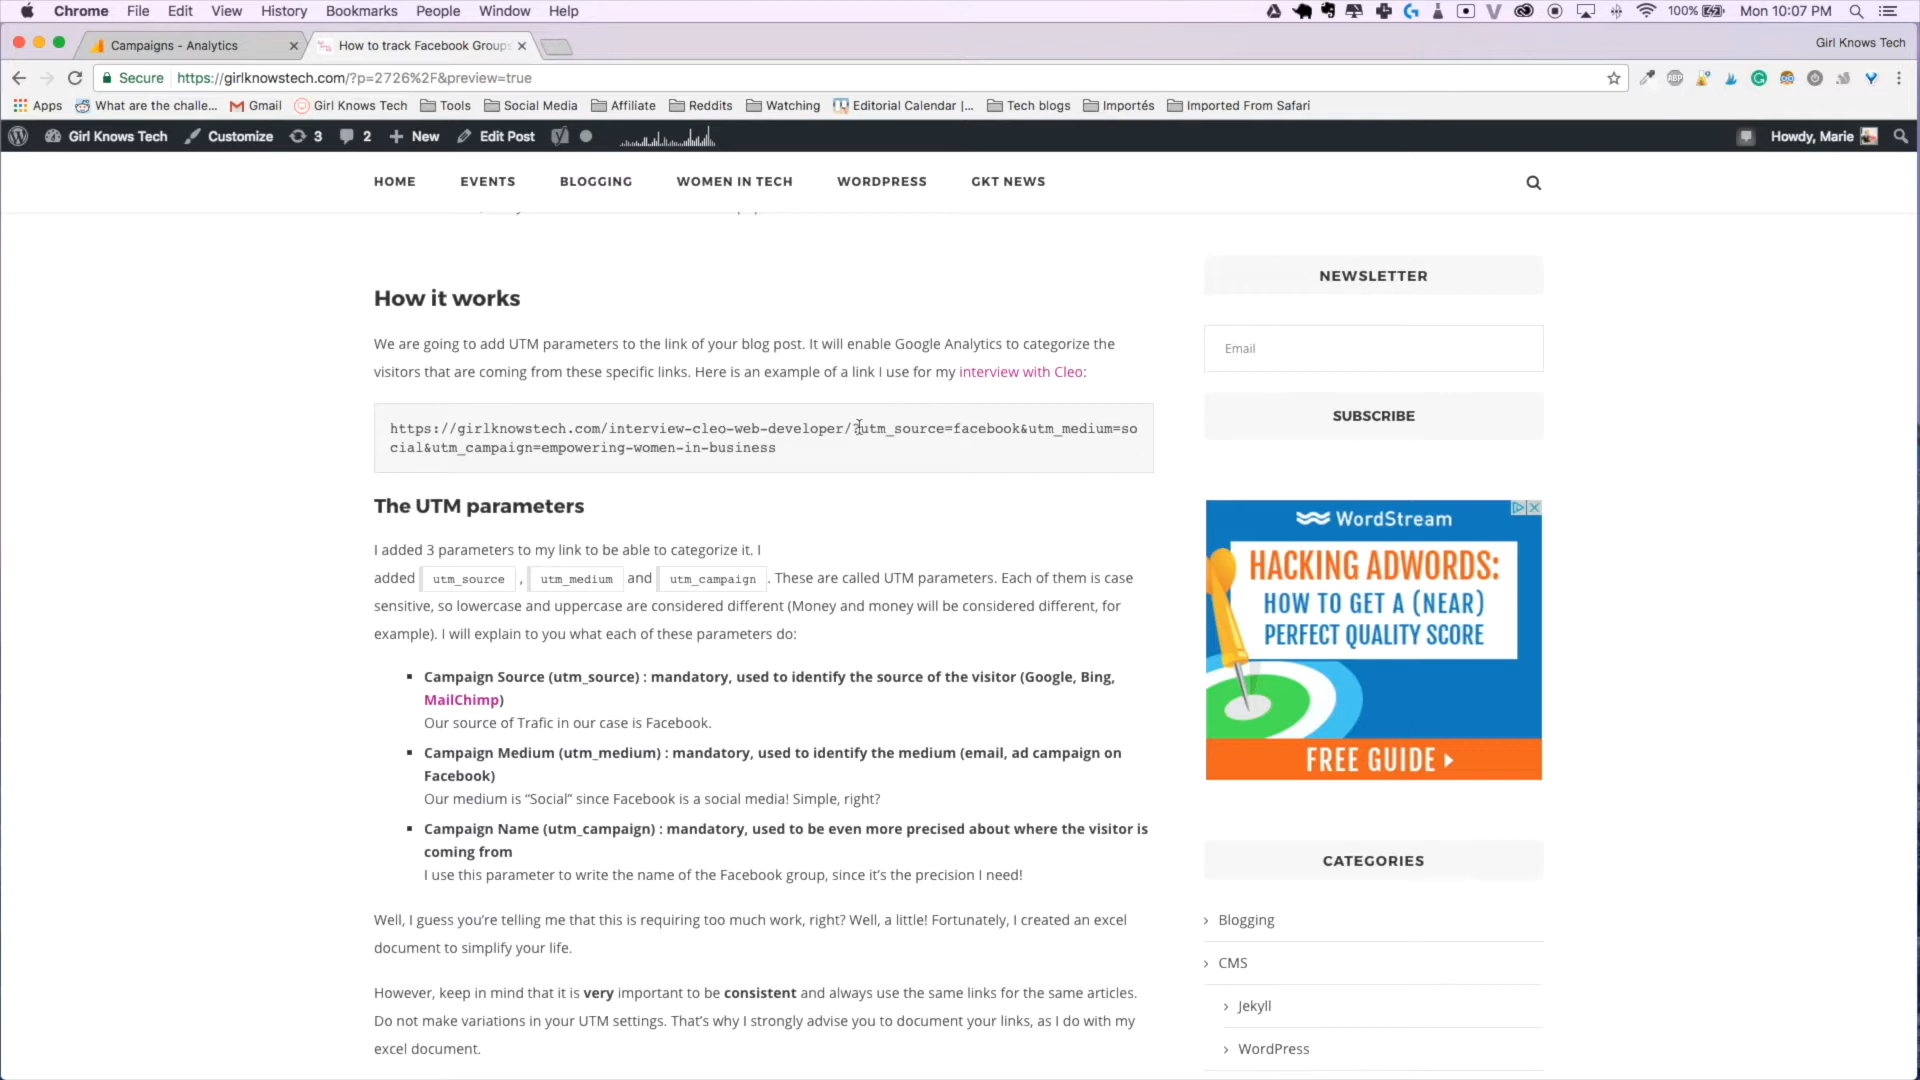 Chrome File Edit View History Bookmarks People Window Help
100% Mon 10:07 PM
Campaigns - Analytics
How to track Facebook Groups
Girl Knows Tech
Secure https://girlknowstech.com/?p=2726%2F&preview=true
Apps What are the challe... Gmail Girl Knows Tech Tools Social Media Affiliate Reddits Watching Editorial Calendar |... Tech blogs Importés Imported From Safari
Girl Knows Tech Customize 3 2 New Edit Post
Howdy, Marie
HOME EVENTS BLOGGING WOMEN IN TECH WORDPRESS GKT NEWS
How it works
We are going to add UTM parameters to the link of your blog post. It will enable Google Analytics to categorize the
visitors that are coming from these specific links. Here is an example of a link I use for my interview with Cleo:
https://girlknowstech.com/interview-cleo-web-developer/?utm_source=facebook&utm_medium=so
cial&utm_campaign=empowering-women-in-business
The UTM parameters
I added 3 parameters to my link to be able to categorize it. I
added utm_source , utm_medium and utm_campaign . These are called UTM parameters. Each of them is case
sensitive, so lowercase and uppercase are considered different (Money and money will be considered different, for
example). I will explain to you what each of these parameters do:
Campaign Source (utm_source) : mandatory, used to identify the source of the visitor (Google, Bing,
MailChimp)
Our source of Trafic in our case is Facebook.
Campaign Medium (utm_medium) : mandatory, used to identify the medium (email, ad campaign on
Facebook)
Our medium is “Social” since Facebook is a social media! Simple, right?
Campaign Name (utm_campaign) : mandatory, used to be even more precised about where the visitor is
coming from
I use this parameter to write the name of the Facebook group, since it’s the precision I need!
Well, I guess you’re telling me that this is requiring too much work, right? Well, a little! Fortunately, I created an excel
document to simplify your life.
However, keep in mind that it is very important to be consistent and always use the same links for the same articles.
Do not make variations in your UTM settings. That’s why I strongly advise you to document your links, as I do with my
excel document.
NEWSLETTER
Email
SUBSCRIBE
WordStream
HACKING ADWORDS:
HOW TO GET A (NEAR)
PERFECT QUALITY SCORE
FREE GUIDE
CATEGORIES
Blogging
CMS
Jekyll
WordPress